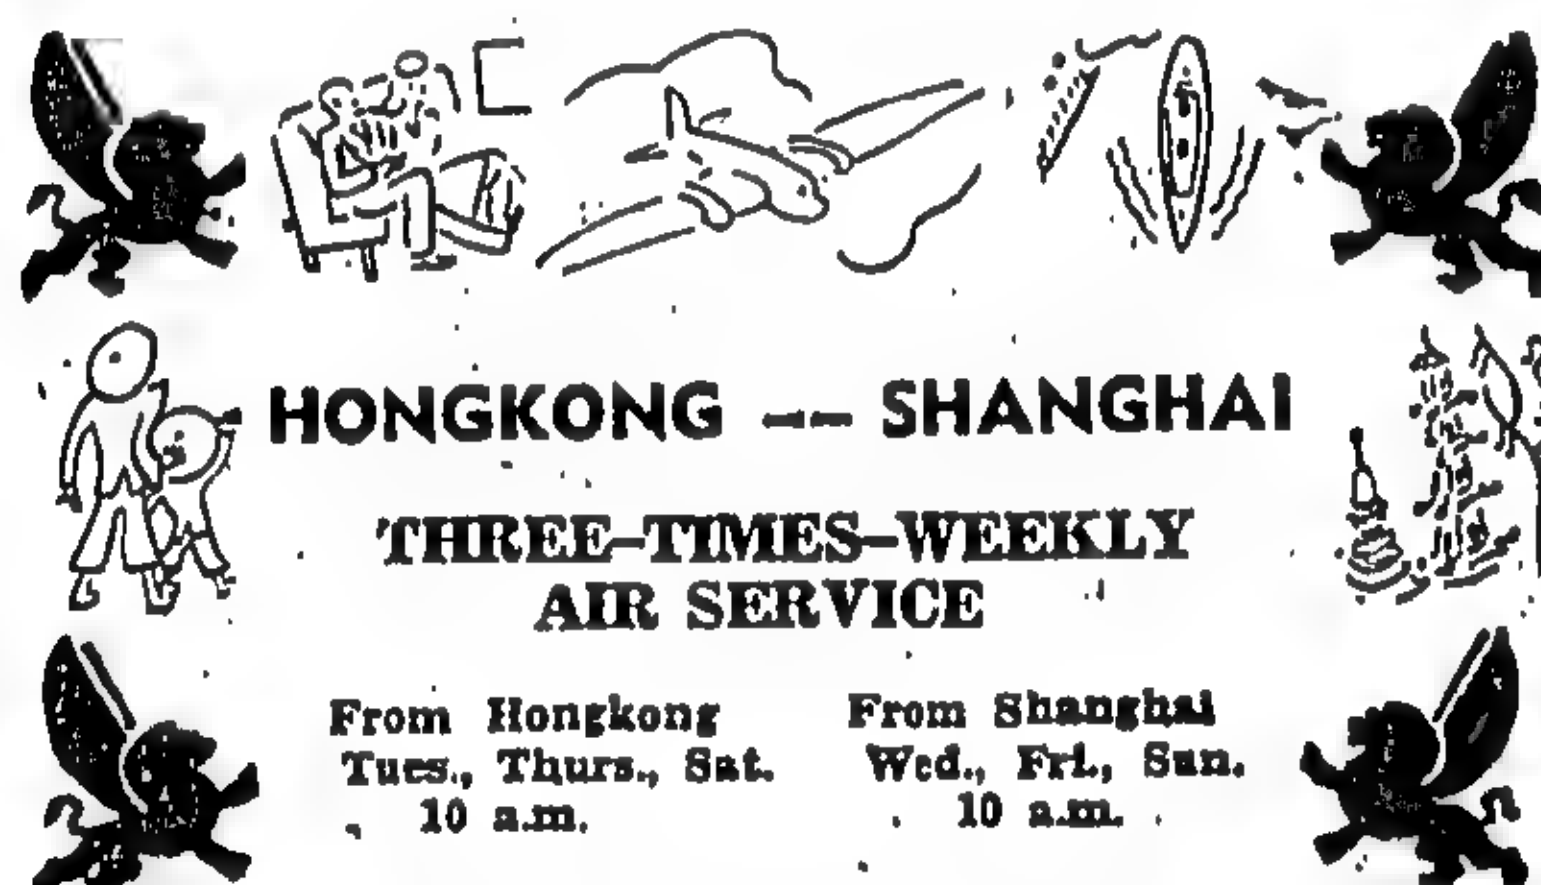 HONGKONG -- SHANGHAI
THREE-TIMES-WEEKLY
AIR SERVICE
From Hongkong
Tues., Thurs., Sat.
10 a.m.
From Shanghai
Wed., Fri., Sun.
10 a.m.